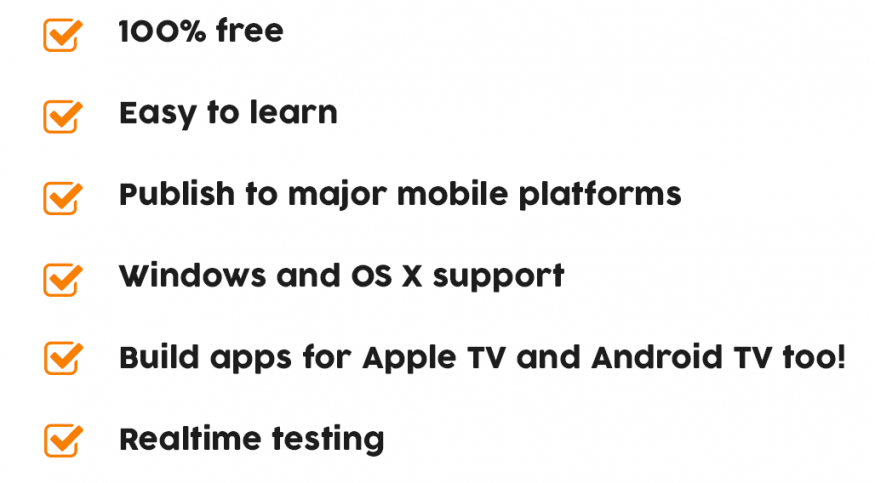 100% free
Easy to learn
Publish to major mobile platforms
Windows and OS X support
Build apps for Apple TV and Android TV too!
Realtime testing